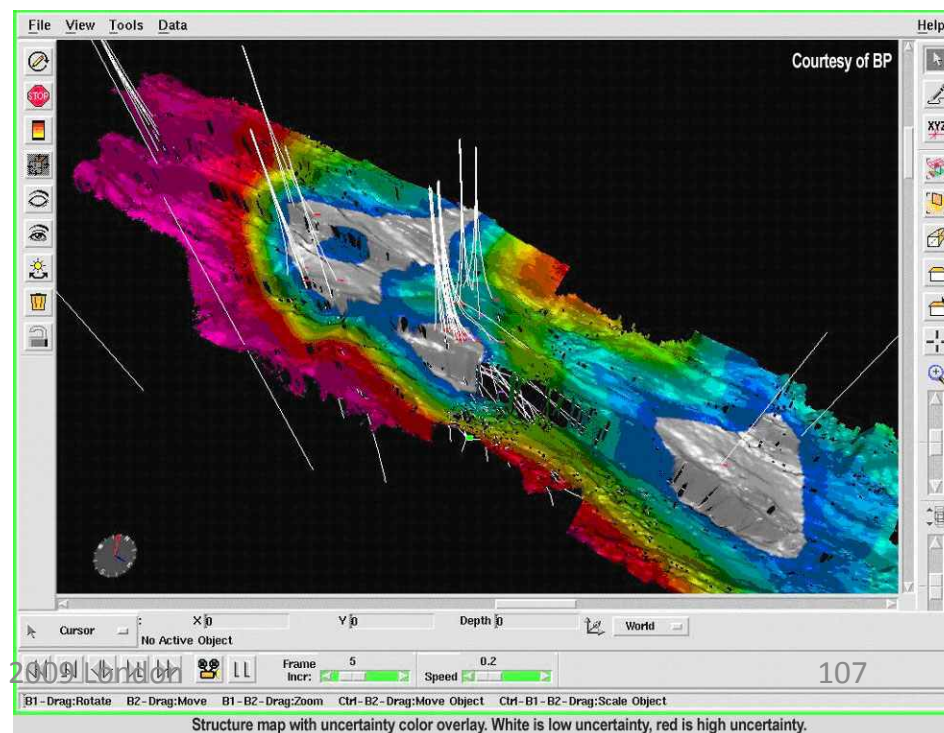 File View Tools Data Help
Courtesy of BP
STOP
XYZ
: X 0 Y 0 Depth 0 World
Cursor
No Active Object
Frame Incr: 5 Speed 0.2
2009 London 107
B1-Drag:Rotate B2-Drag:Move B1-B2-Drag:Zoom Ctrl-B2-Drag:Move Object Ctrl-B1-B2-Drag:Scale Object
Structure map with uncertainty color overlay. White is low uncertainty, red is high uncertainty.